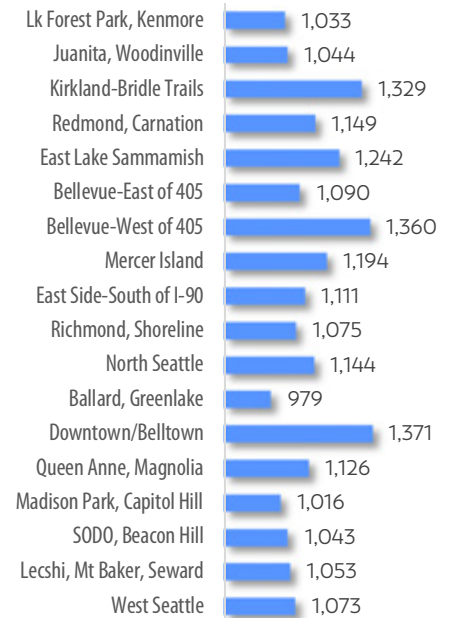 Lk Forest Park, Kenmore 1,033
Juanita, Woodinville 1,044
Kirkland-Bridle Trails 1,329
Redmond, Carnation 1,149
East Lake Sammamish 1,242
Bellevue-East of 405 1,090
Bellevue-West of 405 1,360
Mercer Island 1,194
East Side-South of I-90 1,111
Richmond, Shoreline 1,075
North Seattle 1,144
Ballard, Greenlake 979
Downtown/Belltown 1,371
Queen Anne, Magnolia 1,126
Madison Park, Capitol Hill 1,016
SODO, Beacon Hill 1,043
Lecshi, Mt Baker, Seward 1,053
West Seattle 1,073